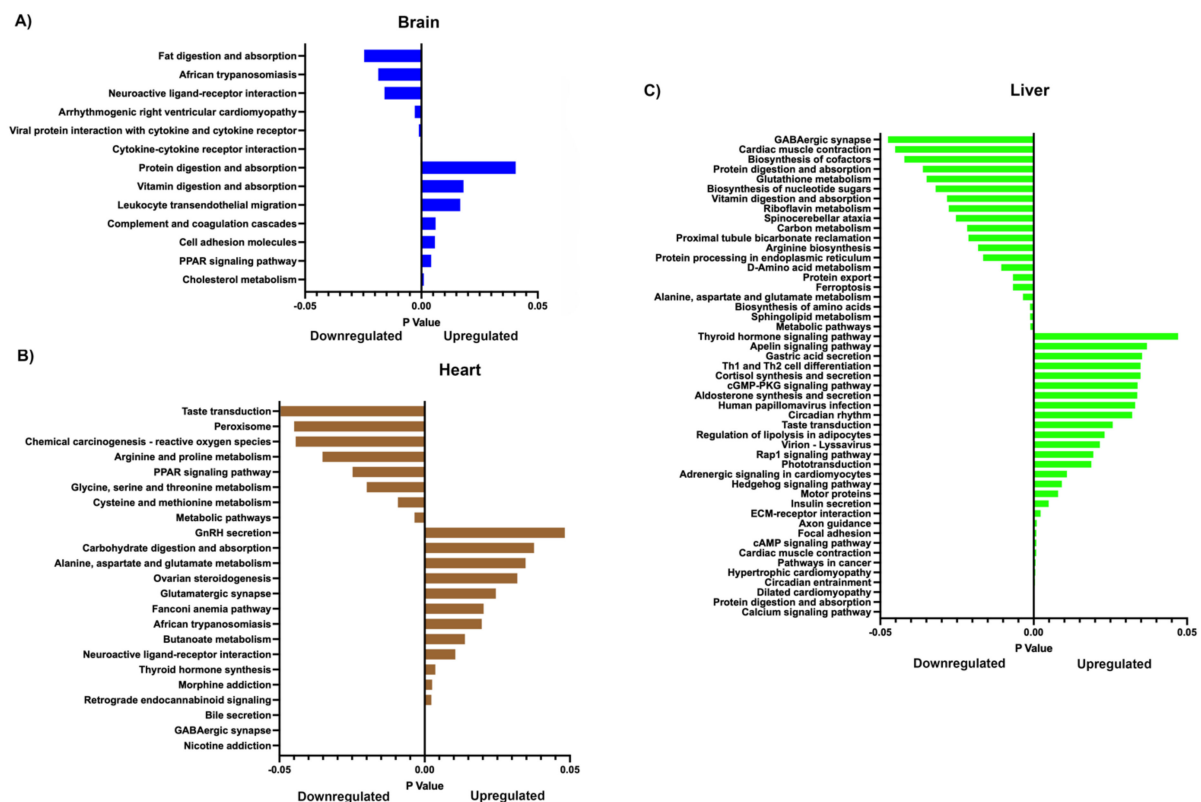 A)
Brain
Fat digestion and absorption
African trypanosomiasis
Neuroactive ligand-receptor interaction
Arrhythmogenic right ventricular cardiomyopathy
Viral protein interaction with cytokine and cytokine receptor
Cytokine-cytokine receptor interaction
Protein digestion and absorption
Vitamin digestion and absorption
Leukocyte transendothelial migration
Complement and coagulation cascades
Cell adhesion molecules
PPAR signaling pathway
Cholesterol metabolism
-0.05 0.00 0.05
P Value
Downregulated Upregulated
B)
Heart
Taste transduction
Peroxisome
Chemical carcinogenesis - reactive oxygen species
Arginine and proline metabolism
PPAR signaling pathway
Glycine, serine and threonine metabolism
Cysteine and methionine metabolism
Metabolic pathways
GnRH secretion
Carbohydrate digestion and absorption
Alanine, aspartate and glutamate metabolism
Ovarian steroidogenesis
Glutamatergic synapse
Fanconi anemia pathway
African trypanosomiasis
Butanoate metabolism
Neuroactive ligand-receptor interaction
Thyroid hormone synthesis
Morphine addiction
Retrograde endocannabinoid signaling
Bile secretion
GABAergic synapse
Nicotine addiction
-0.05 0.00 0.05
P Value
Downregulated Upregulated
C)
Liver
GABAergic synapse
Cardiac muscle contraction
Biosynthesis of cofactors
Protein digestion and absorption
Glutathione metabolism
Biosynthesis of nucleotide sugars
Vitamin digestion and absorption
Riboflavin metabolism
Spinocerebellar ataxia
Carbon metabolism
Proximal tubule bicarbonate reclamation
Arginine biosynthesis
Protein processing in endoplasmic reticulum
D-Amino acid metabolism
Protein export
Ferroptosis
Alanine, aspartate and glutamate metabolism
Biosynthesis of amino acids
Sphingolipid metabolism
Metabolic pathways
Thyroid hormone signaling pathway
Apelin signaling pathway
Gastric acid secretion
Th1 and Th2 cell differentiation
Cortisol synthesis and secretion
cGMP-PKG signaling pathway
Aldosterone synthesis and secretion
Human papillomavirus infection
Circadian rhythm
Taste transduction
Regulation of lipolysis in adipocytes
Virion - Lyssavirus
Rap1 signaling pathway
Phototransduction
Adrenergic signaling in cardiomyocytes
Hedgehog signaling pathway
Motor proteins
Insulin secretion
ECM-receptor interaction
Axon guidance
Focal adhesion
cAMP signaling pathway
Cardiac muscle contraction
Pathways in cancer
Hypertrophic cardiomyopathy
Circadian entrainment
Dilated cardiomyopathy
Protein digestion and absorption
Calcium signaling pathway
-0.05 0.00 0.05
P Value
Downregulated Upregulated